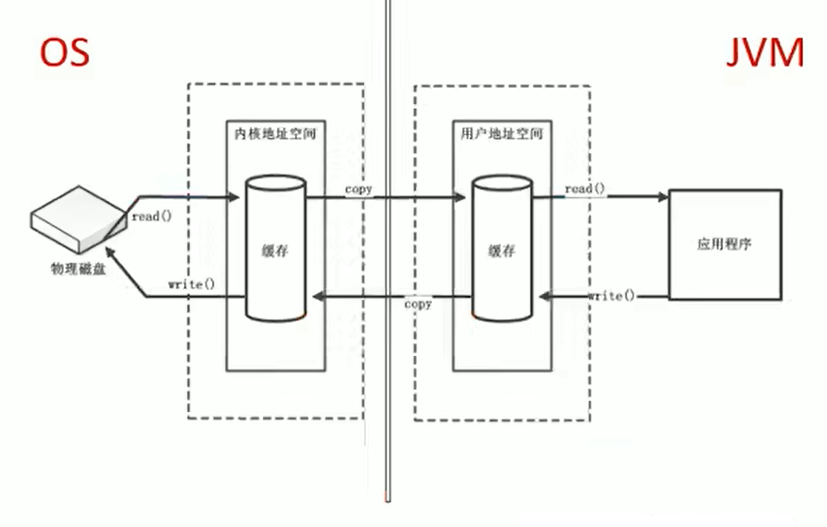 OS
JVM
内核地址空间
用户地址空间
copy
read()
read()
缓存
缓存
应用程序
物理磁盘
write()
copy
write()